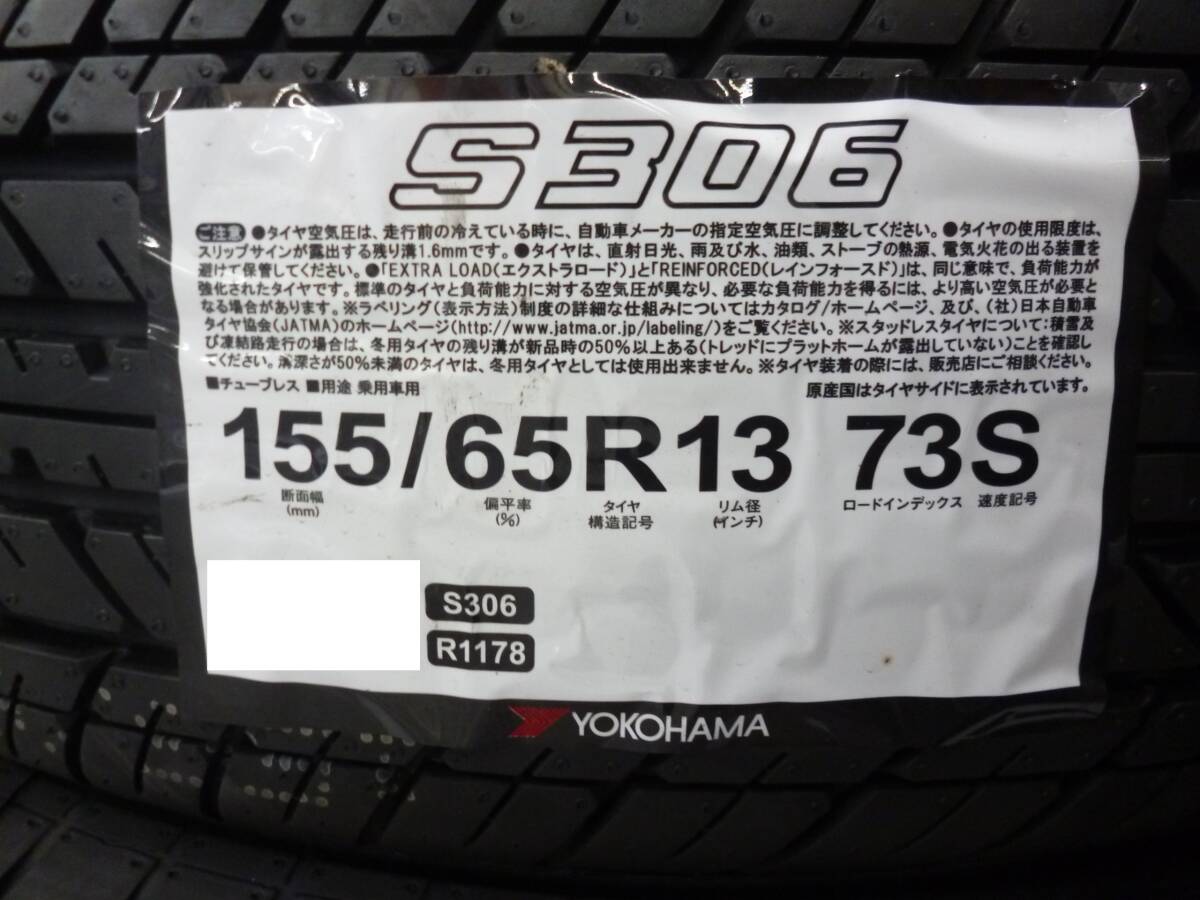 S306
ご注意 ●タイヤ空気圧は、走行前の冷えている時に、自動車メーカーの指定空気圧に調整してください。●タイヤの使用限度は、
スリップサインが露出する残り溝1.6mmです。●タイヤは、直射日光、雨及び水、油類、ストーブの熱源、電気火花の出る装置を
避けて保管してください。●「EXTRA LOAD(エクストラロード)」と「REINFORCED(レインフォースド)」は、同じ意味で、負荷能力が
強化されたタイヤです。標準のタイヤと負荷能力に対する空気圧が異なり、必要な負荷能力を得るには、より高い空気圧が必要と
なる場合があります。※ラベリング(表示方法)制度の詳細な仕組みについてはカタログ/ホームページ、及び、(社)日本自動車
タイヤ協会(JATMA)のホームページ(http://www.jatma.or.jp/labeling/)をご覧ください。※スタッドレスタイヤについて:積雪及
び凍結路走行の場合は、冬用タイヤの残り溝が新品時の50%以上ある(トレッドにプラットホームが露出していない)ことを確認し
てください。溝深さが50%未満のタイヤは、冬用タイヤとしては使用出来ません。※タイヤ装着の際には、販売店にご相談ください。
■チューブレス ■用途 乗用車用 原産国はタイヤサイドに表示されています。
155/65R13 73S
断面幅 偏平率 タイヤ リム径 ロードインデックス 速度記号
(mm) (%) 構造記号 (インチ)
S306
R1178
YOKOHAMA